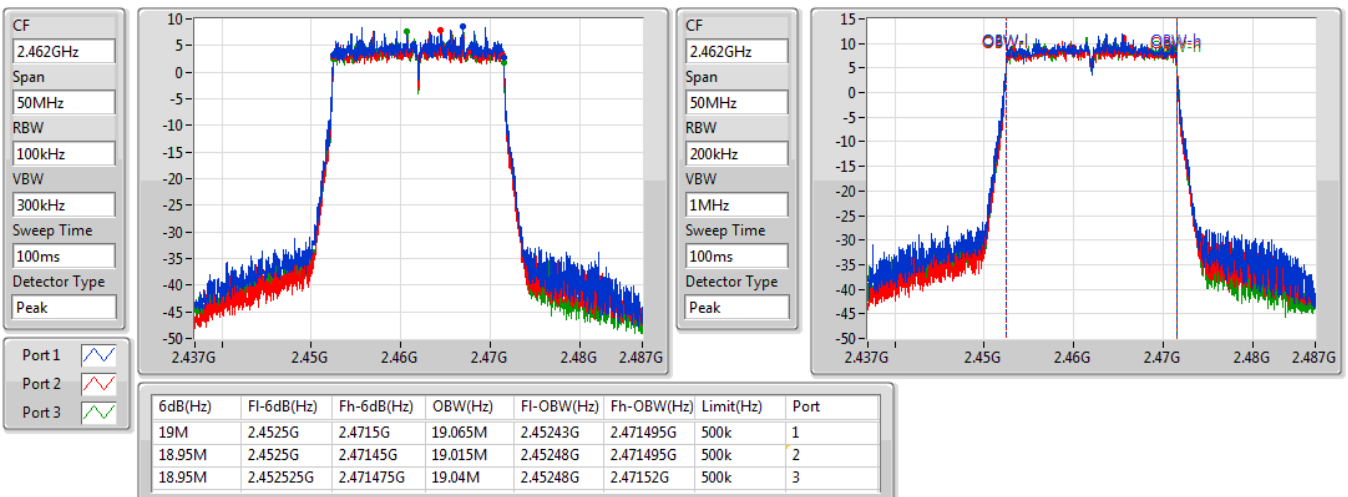 CF
2.462GHz
Span
50MHz
RBW
100kHz
VBW
300kHz
Sweep Time
100ms
Detector Type
Peak
10
5
0
-5
-10
-15
-20
-25
-30
-35
-40
-45
-50
2.437G 2.45G 2.46G 2.47G 2.48G 2.487G
CF
2.462GHz
Span
50MHz
RBW
200kHz
VBW
1MHz
Sweep Time
100ms
Detector Type
Peak
15
10
5
0
-5
-10
-15
-20
-25
-30
-35
-40
-45
-50
OBW-l OBW-h
2.437G 2.45G 2.46G 2.47G 2.48G 2.487G
Port 1
Port 2
Port 3
6dB(Hz) Fl-6dB(Hz) Fh-6dB(Hz) OBW(Hz) Fl-OBW(Hz) Fh-OBW(Hz) Limit(Hz) Port
19M 2.4525G 2.4715G 19.065M 2.45243G 2.471495G 500k 1
18.95M 2.4525G 2.47145G 19.015M 2.45248G 2.471495G 500k 2
18.95M 2.452525G 2.471475G 19.04M 2.45248G 2.47152G 500k 3